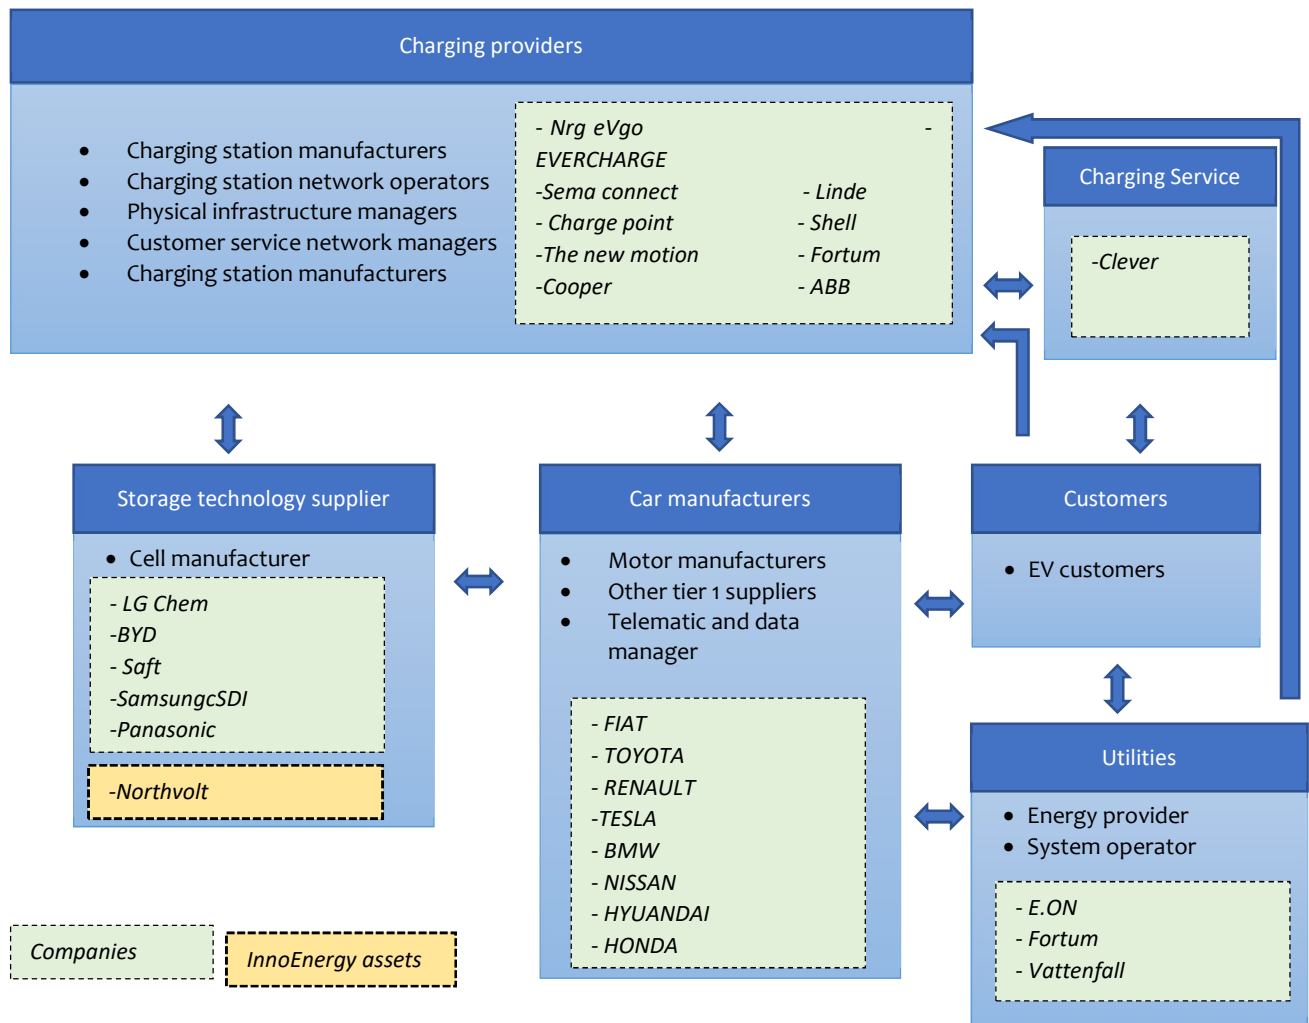 Charging providers
• Charging station manufacturers
• Charging station network operators
• Physical infrastructure managers
• Customer service network managers
• Charging station manufacturers
- Nrg eVgo -
EVERCHARGE
-Sema connect - Linde
- Charge point - Shell
-The new motion - Fortum
-Cooper - ABB
Charging Service
-Clever
Storage technology supplier
• Cell manufacturer
- LG Chem
-BYD
- Saft
-SamsungcSDI
-Panasonic
-Northvolt
Car manufacturers
• Motor manufacturers
• Other tier 1 suppliers
• Telematic and data
manager
- FIAT
- TOYOTA
- RENAULT
-TESLA
- BMW
- NISSAN
- HYUANDAI
- HONDA
Customers
• EV customers
Utilities
• Energy provider
• System operator
- E.ON
- Fortum
- Vattenfall
Companies
InnoEnergy assets